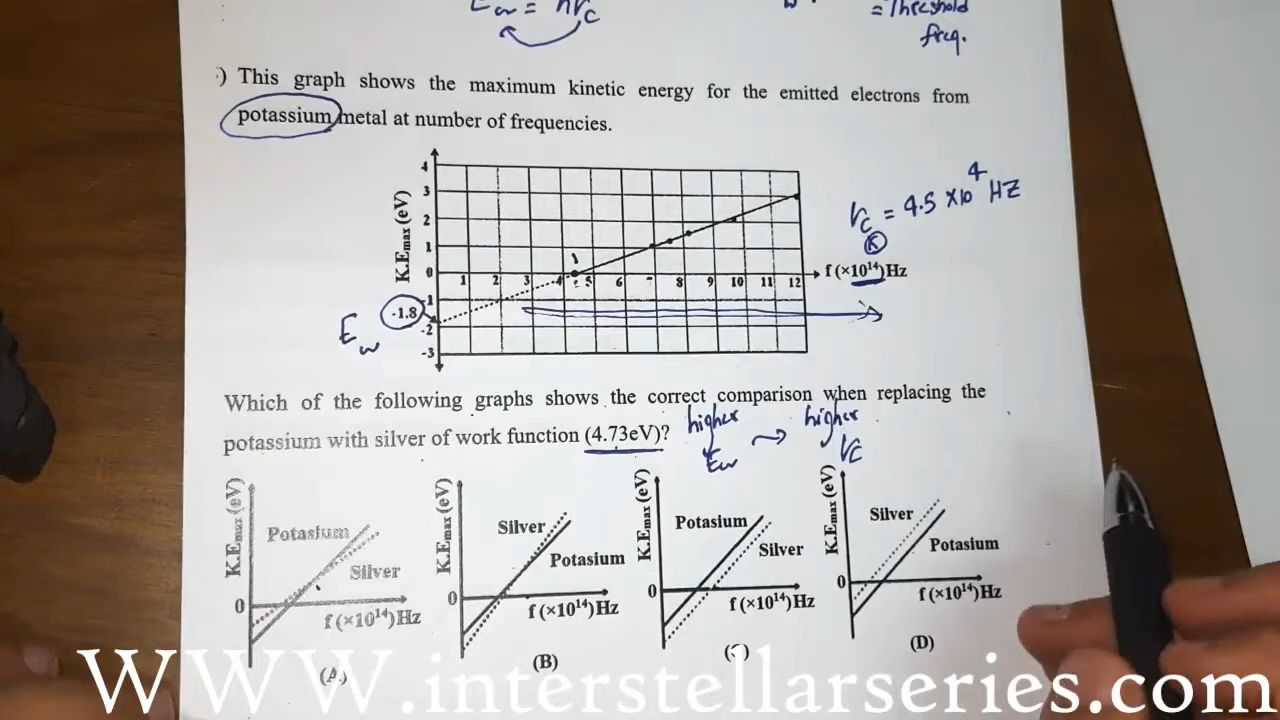 E_w = hν_c
= Threshold
freq.
) This graph shows the maximum kinetic energy for the emitted electrons from
potassium metal at number of frequencies.
K.E_max (eV)
4
3
2
1
0
-1
-1.8
-2
-3
1 2 3 4 5 6 7 8 9 10 11 12
f (×10¹⁴)Hz
ν_c = 4.5 ×10⁴ HZ
K
E_w
Which of the following graphs shows the correct comparison when replacing the
potassium with silver of work function (4.73eV)?
higher E_w → higher ν_c
K.E_max (eV)
Potasium
Silver
0
f (×10¹⁴)Hz
(A)
K.E_max (eV)
Silver
Potasium
0
f (×10¹⁴)Hz
(B)
K.E_max (eV)
Potasium
Silver
0
f (×10¹⁴)Hz
(C)
K.E_max (eV)
Silver
Potasium
0
f (×10¹⁴)Hz
(D)
WWW.interstellarseries.com